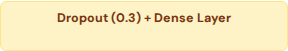 Dropout (0.3) + Dense Layer